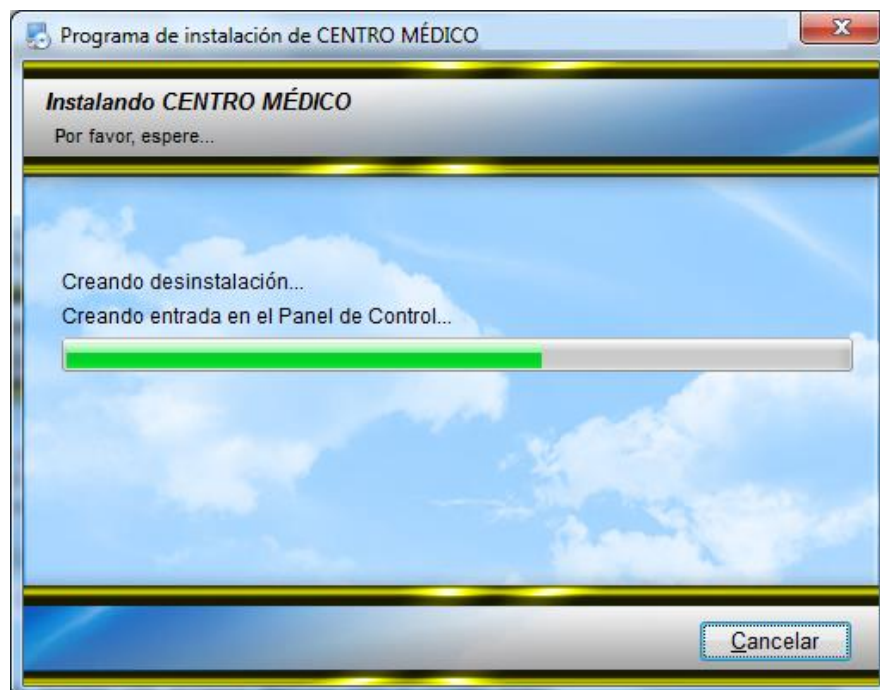 Programa de instalación de CENTRO MÉDICO
Instalando CENTRO MÉDICO
Por favor, espere...
Creando desinstalación...
Creando entrada en el Panel de Control...
Cancelar